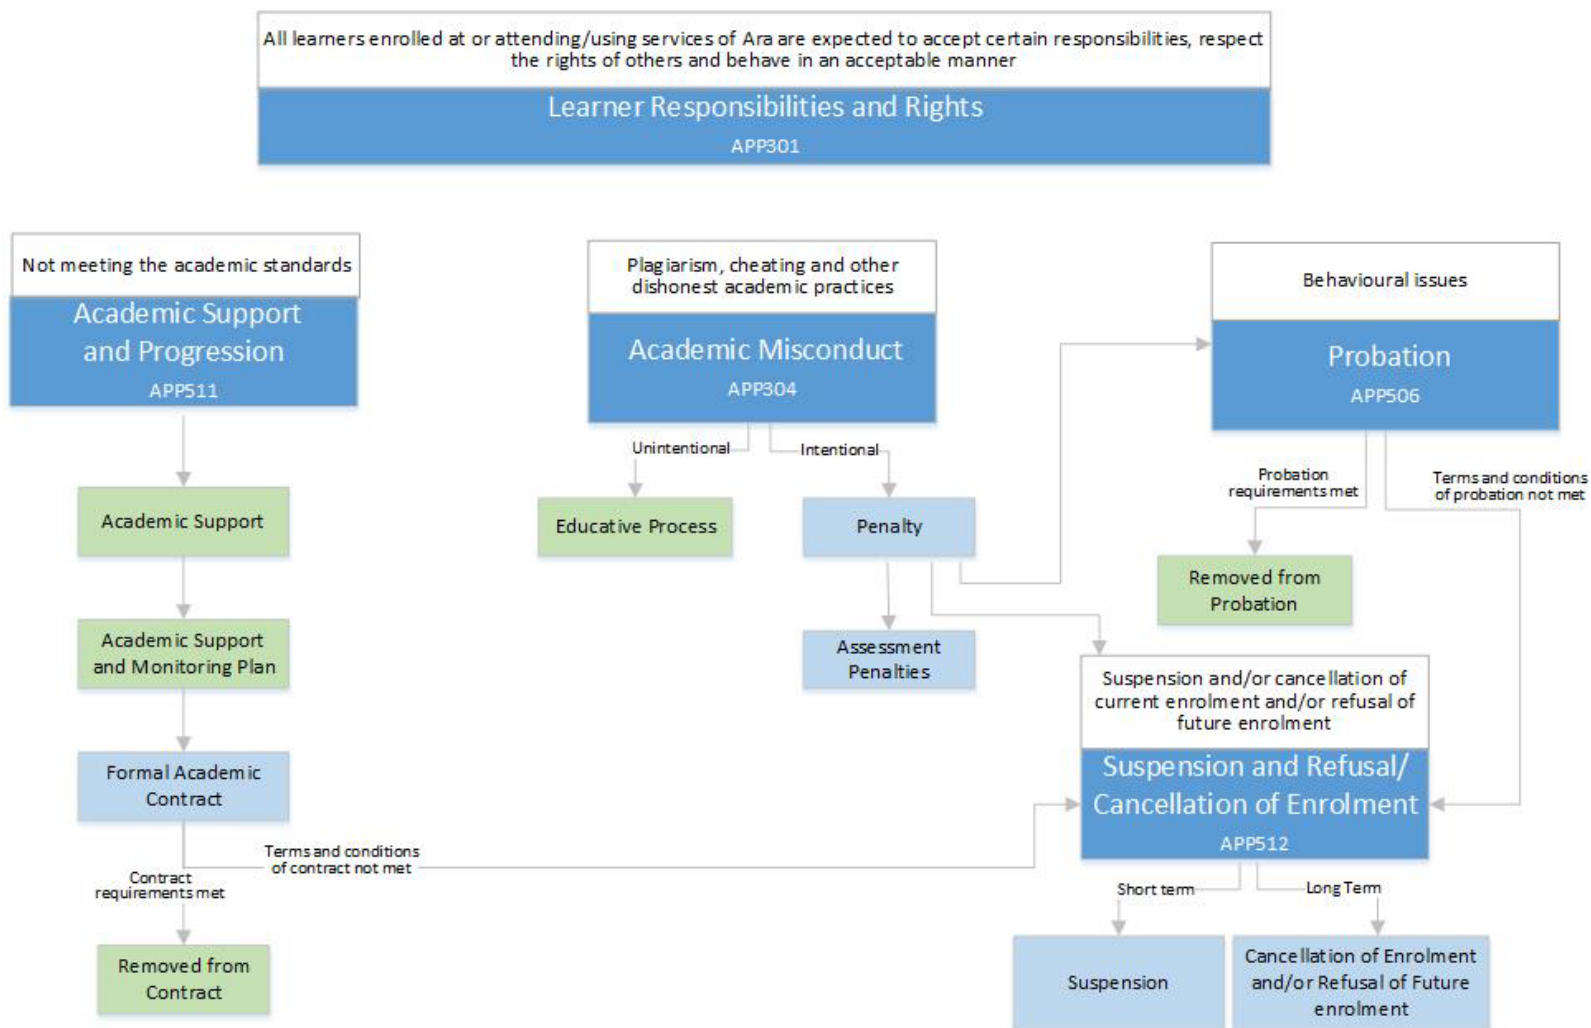 All learners enrolled at or attending/using services of Ara are expected to accept certain responsibilities, respect
the rights of others and behave in an acceptable manner
Learner Responsibilities and Rights
APP301
Not meeting the academic standards
Academic Support
and Progression
APP511
Plagiarism, cheating and other
dishonest academic practices
Academic Misconduct
APP304
Behavioural issues
Probation
APP506
Unintentional
Intentional
Probation
requirements met
Terms and conditions
of probation not met
Academic Support
Educative Process
Penalty
Removed from
Probation
Academic Support
and Monitoring Plan
Assessment
Penalties
Suspension and/or cancellation of
current enrolment and/or refusal of
future enrolment
Suspension and Refusal/
Cancellation of Enrolment
APP512
Formal Academic
Contract
Terms and conditions
of contract not met
Contract
requirements met
Short term
Long Term
Removed from
Contract
Suspension
Cancellation of Enrolment
and/or Refusal of Future
enrolment